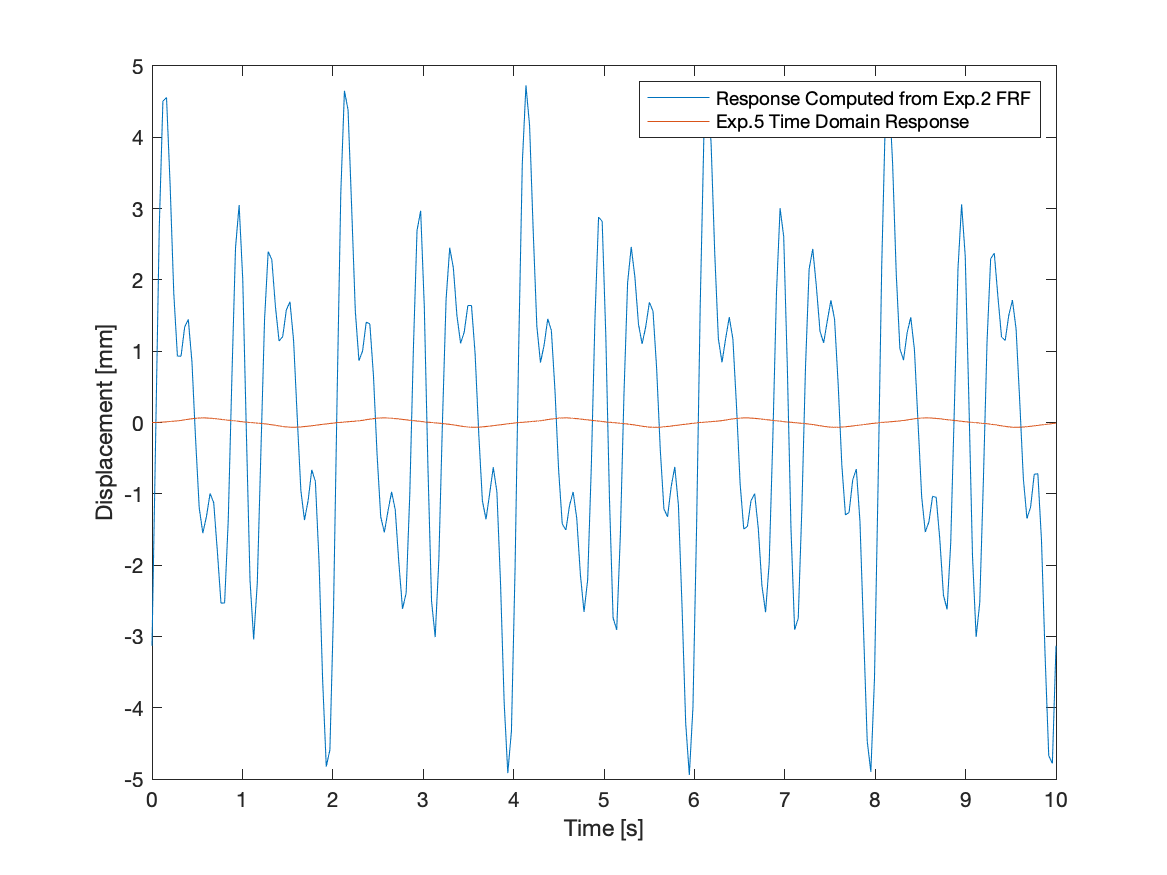 5
4
3
2
1
0
-1
-2
-3
-4
-5
Displacement [mm]
Response Computed from Exp.2 FRF
Exp.5 Time Domain Response
0 1 2 3 4 5 6 7 8 9 10
Time [s]